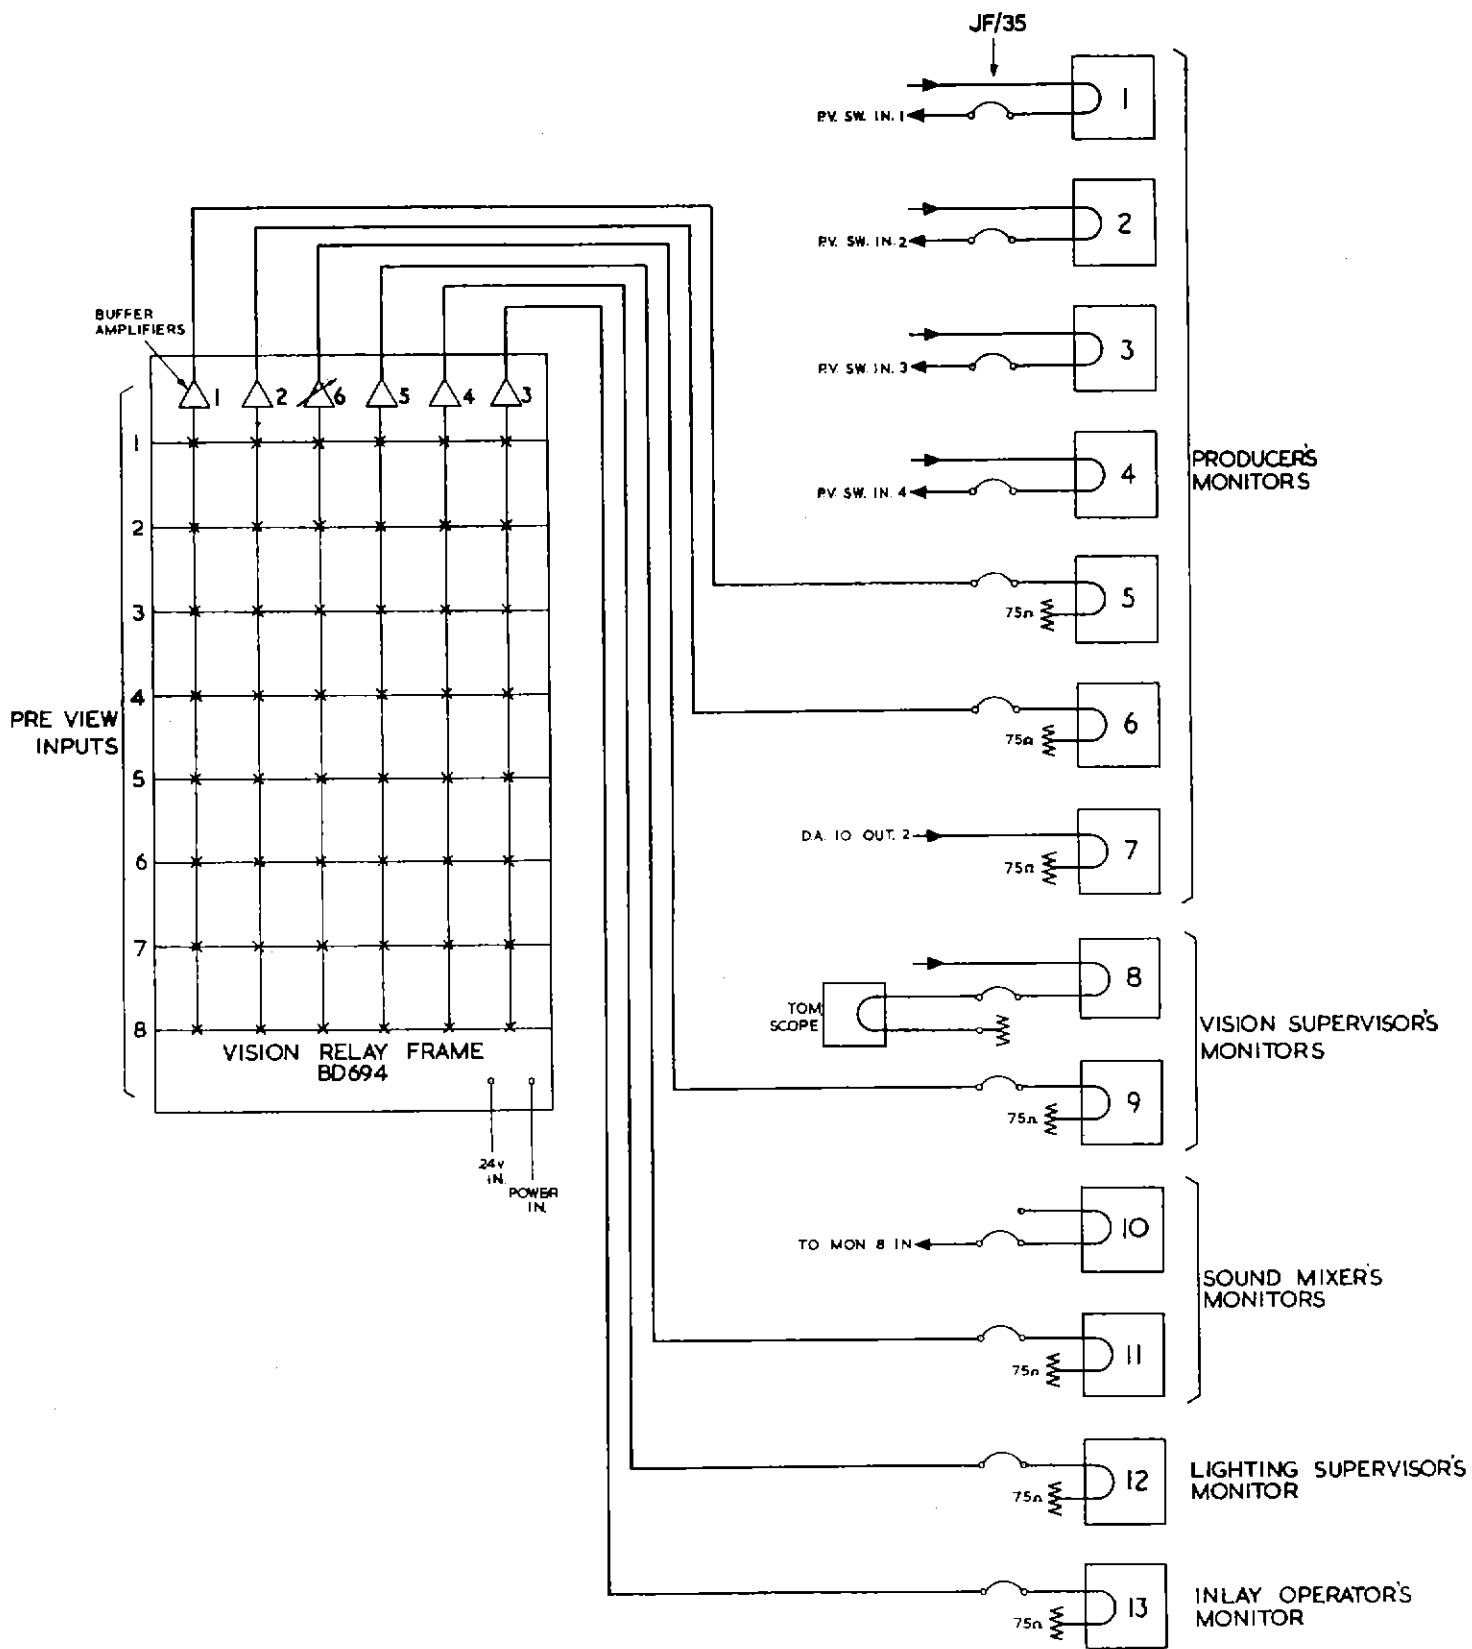 JF/35
1
P.V. SW. IN. 1
2
P.V. SW. IN. 2
3
P.V. SW. IN. 3
4
P.V. SW. IN. 4
PRODUCER'S
MONITORS
5
75Ω
6
75Ω
D.A. 10 OUT. 2
7
75Ω
8
TOM
SCOPE
VISION SUPERVISOR'S
MONITORS
9
75Ω
10
TO MON 8 IN
SOUND MIXER'S
MONITORS
11
75Ω
12
75Ω
LIGHTING SUPERVISOR'S
MONITOR
13
75Ω
INLAY OPERATOR'S
MONITOR
BUFFER
AMPLIFIERS
1 2 6 5 4 3
1
2
3
4
5
6
7
8
PRE VIEW
INPUTS
VISION RELAY FRAME
BD694
24V
IN.
POWER
IN.